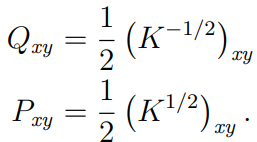 Q_{xy} = \frac{1}{2} \left( K^{-1/2} \right)_{xy}
P_{xy} = \frac{1}{2} \left( K^{1/2} \right)_{xy} .